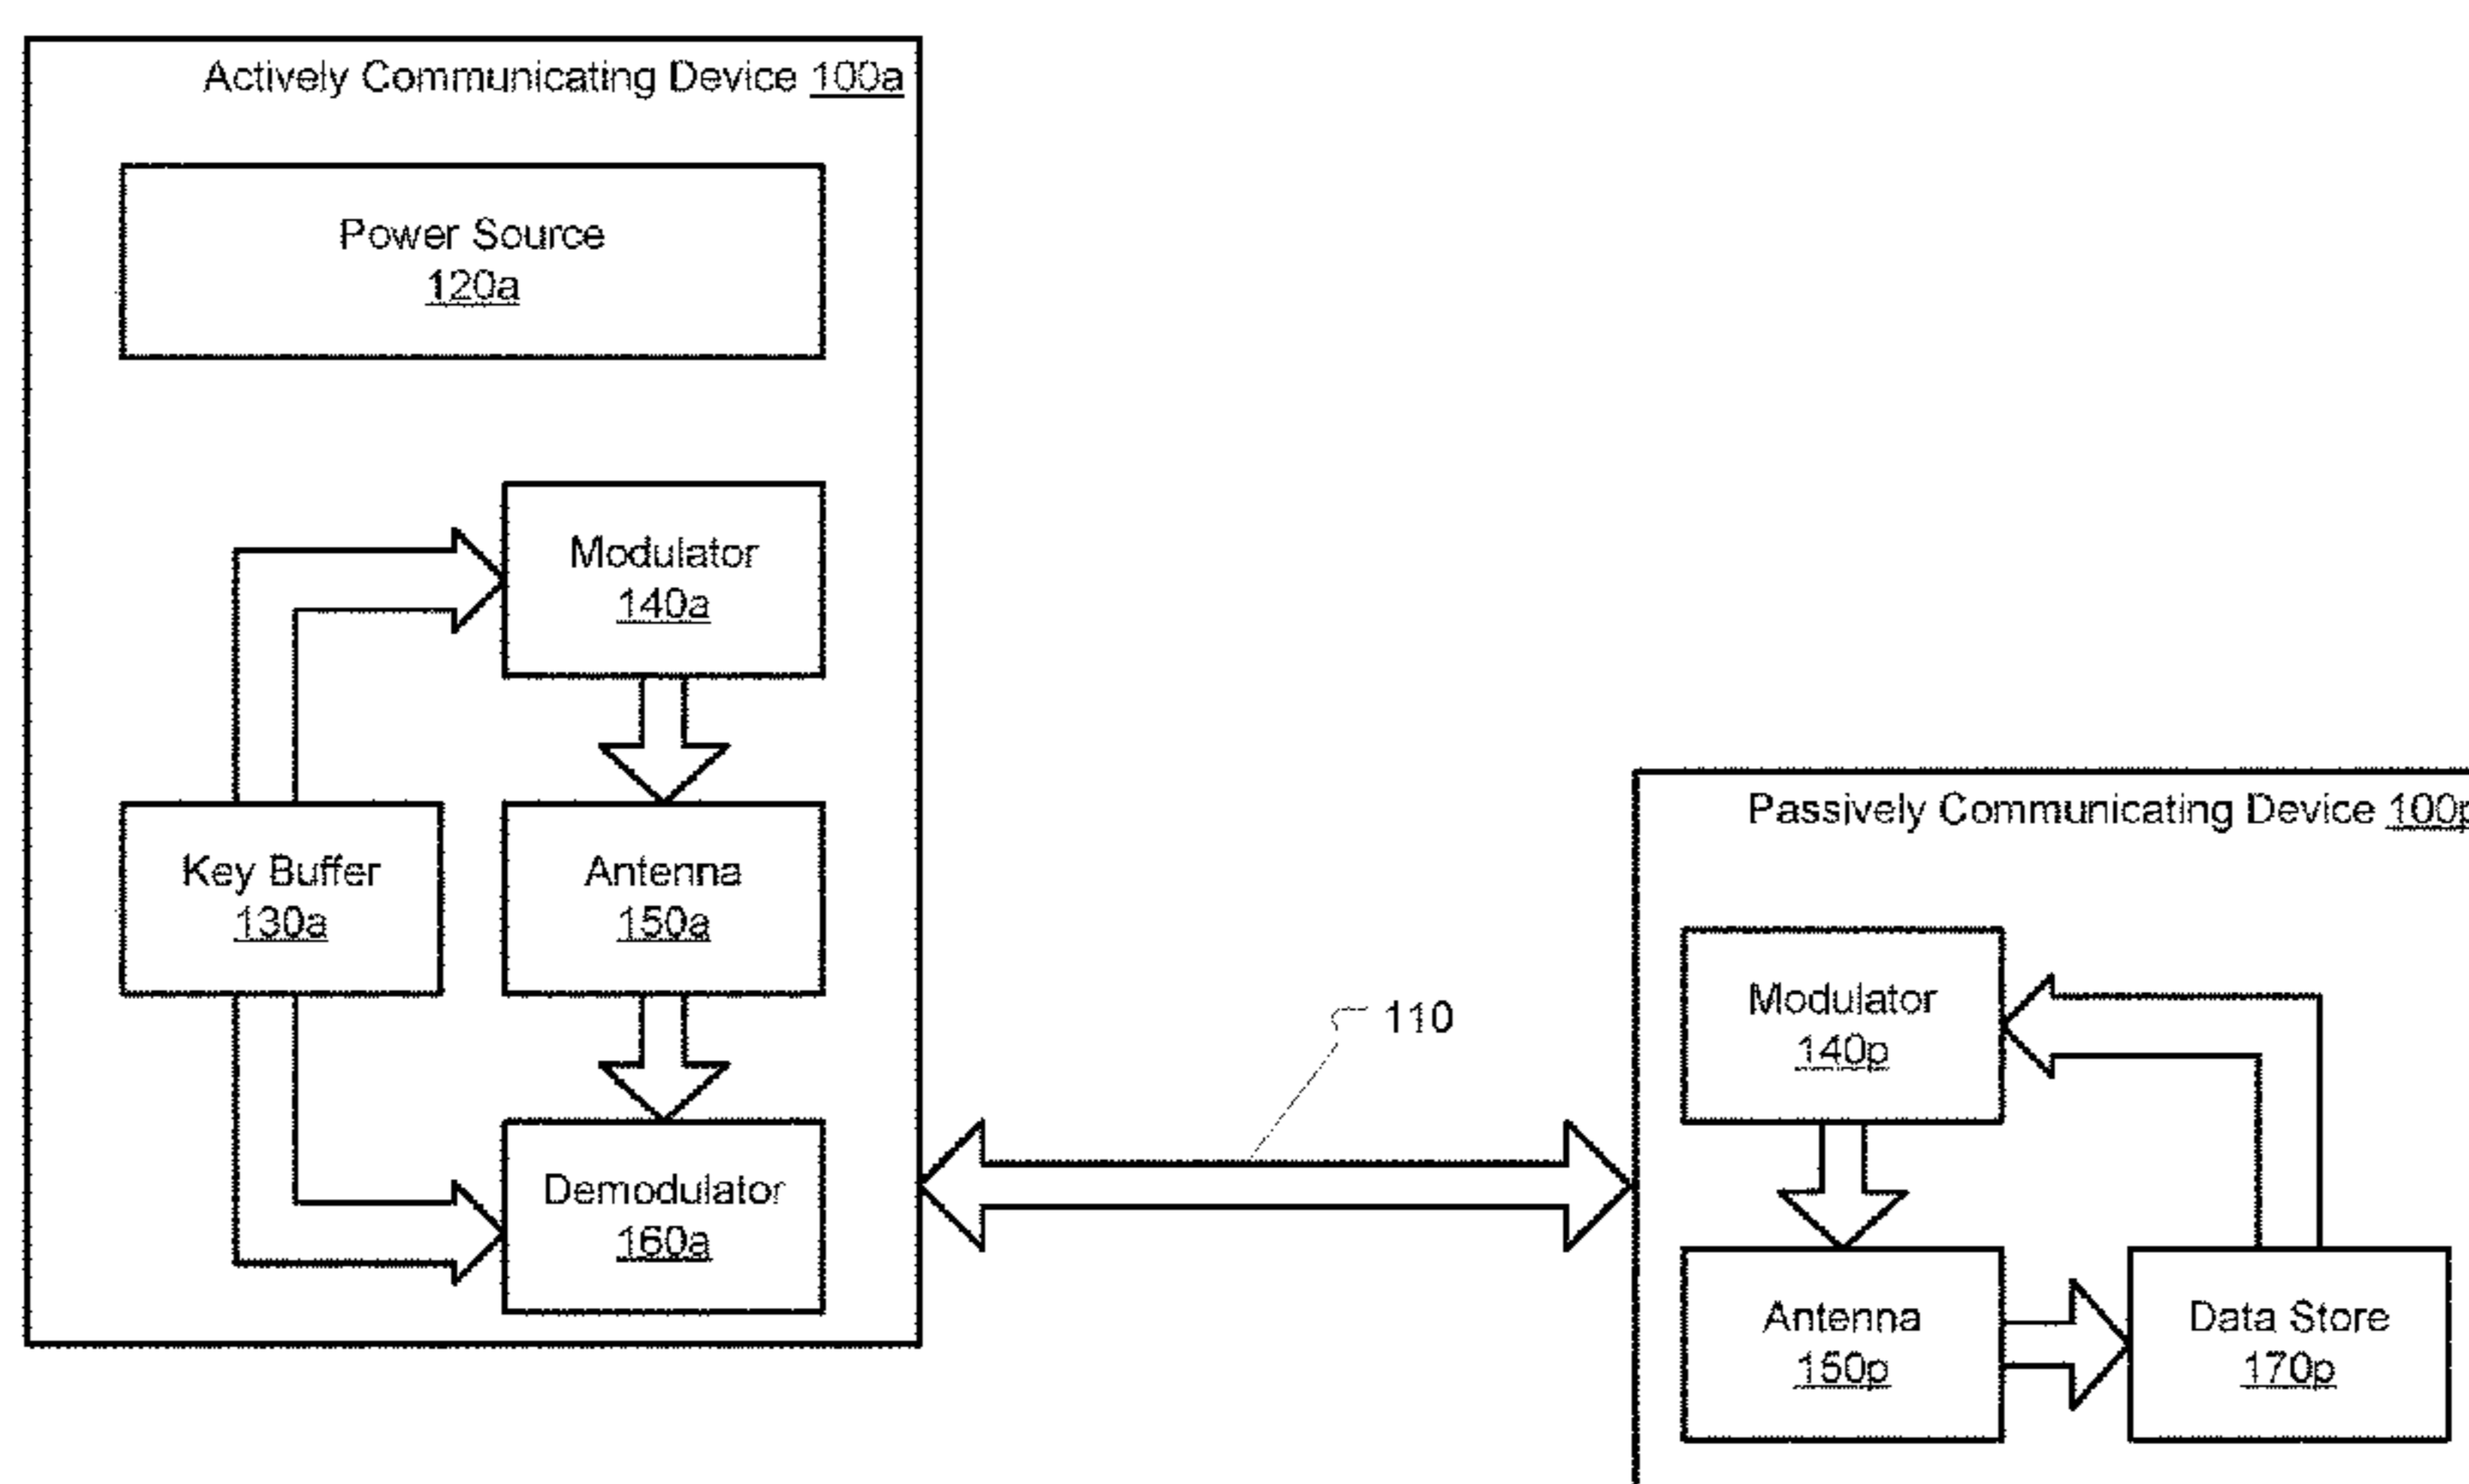 Actively Communicating Device 100a
Power Source
120a
Modulator
140a
Key Buffer
130a
Antenna
150a
Demodulator
160a
110
Passively Communicating Device 100p
Modulator
140p
Antenna
150p
Data Store
170p